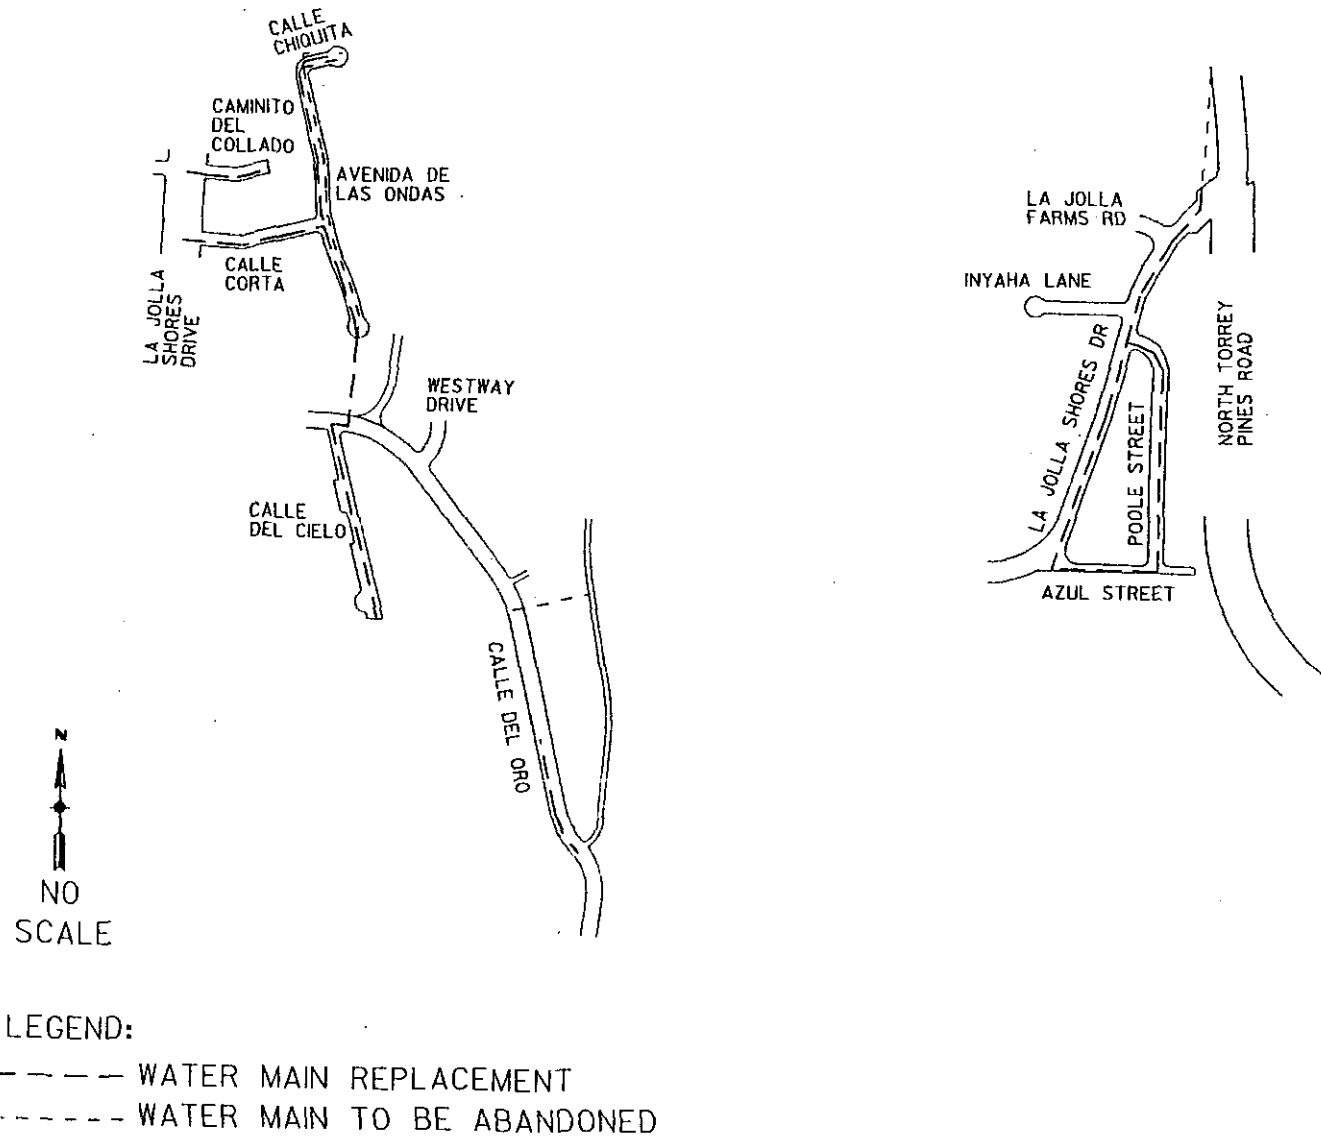 CALLE
CHIQUITA
CAMINITO
DEL
COLLADO
AVENIDA DE
LAS ONDAS
CALLE
CORTA
LA JOLLA
SHORES
DRIVE
WESTWAY
DRIVE
CALLE
DEL CIELO
CALLE DEL ORO
LA JOLLA
FARMS RD
INYAHA LANE
LA JOLLA SHORES DR
POOLE STREET
NORTH TORREY
PINES ROAD
AZUL STREET
N
NO
SCALE
LEGEND:
WATER MAIN REPLACEMENT
WATER MAIN TO BE ABANDONED